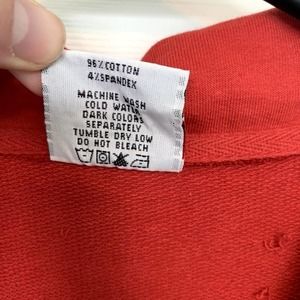 96% COTTON
4% SPANDEX
MACHINE WASH
COLD WATER
DARK COLORS
SEPARATELY
TUMBLE DRY LOW
DO NOT BLEACH